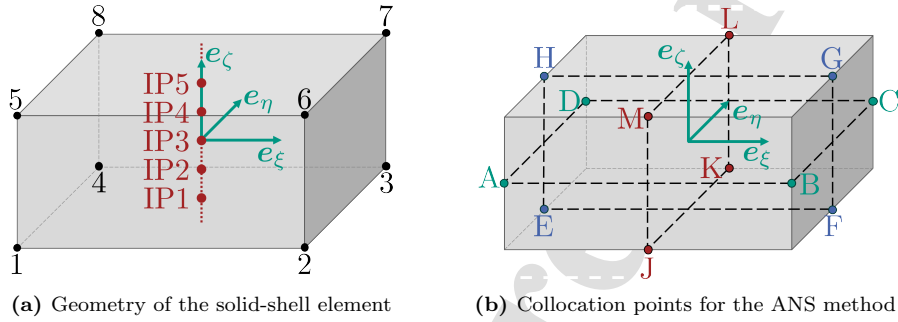 8 7
e_ζ
IP5
5 6
IP4 e_η
IP3
e_ξ
IP2
4 3
IP1
1 2
(a) Geometry of the solid-shell element
L
H e_ζ G
D C
M e_η
e_ξ
K
A B
E F
J
(b) Collocation points for the ANS method